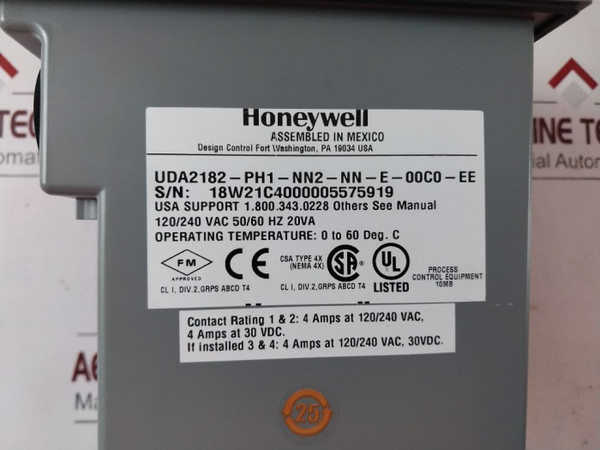 Honeywell
ASSEMBLED IN MEXICO
Design Control Fort Washington, PA 19034 USA
UDA2182-PH1-NN2-NN-E-00C0-EE
S/N: 18W21C4000005575919
USA SUPPORT 1.800.343.0228 Others See Manual
120/240 VAC 50/60 HZ 20VA
OPERATING TEMPERATURE: 0 to 60 Deg. C
FM
APPROVED
CL I, DIV.2,GRPS ABCD T4
CE
CSA TYPE 4X
(NEMA 4X)
CL I, DIV.2,GRPS ABCD T4
UL
LISTED
PROCESS
CONTROL EQUIPMENT
10MB
Contact Rating 1 & 2: 4 Amps at 120/240 VAC,
4 Amps at 30 VDC.
If installed 3 & 4: 4 Amps at 120/240 VAC, 30VDC.
25